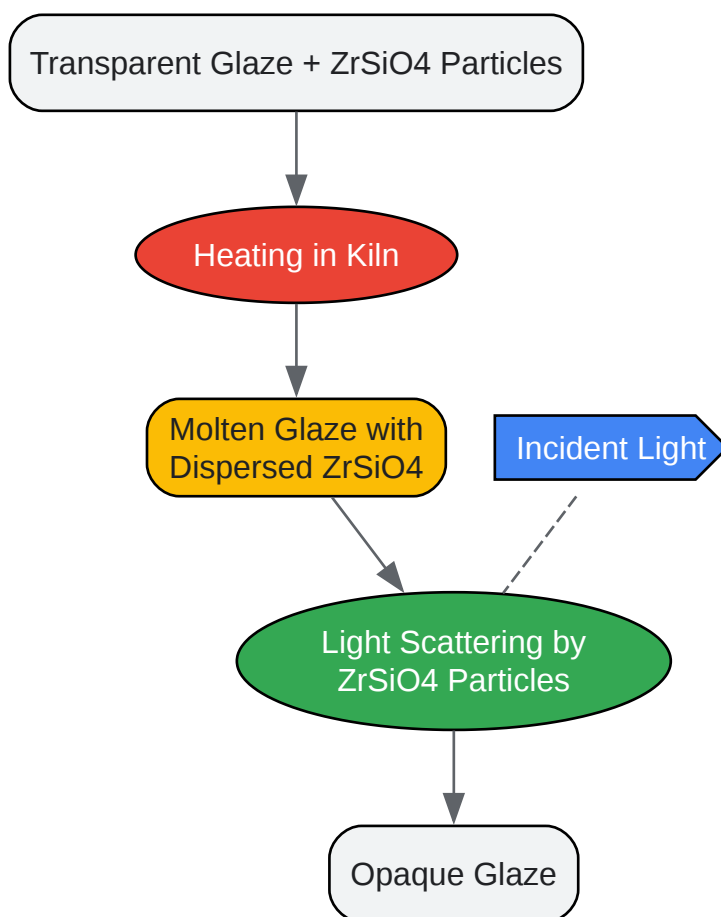 Transparent Glaze + ZrSiO4 Particles
Heating in Kiln
Molten Glaze with
Dispersed ZrSiO4
Incident Light
Light Scattering by
ZrSiO4 Particles
Opaque Glaze